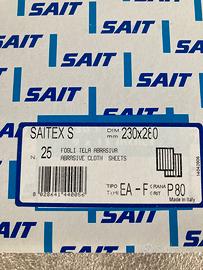 SAIT SAIT
SAIT
SAITEX S
DIM
mm 230x280
N. 25
FOGLI TELA ABRASIVA
ABRASIVE CLOTH SHEETS
TIPO
TYPE EA-F GRANA
GRIT P80
Made in Italy
SAIT
SAIT